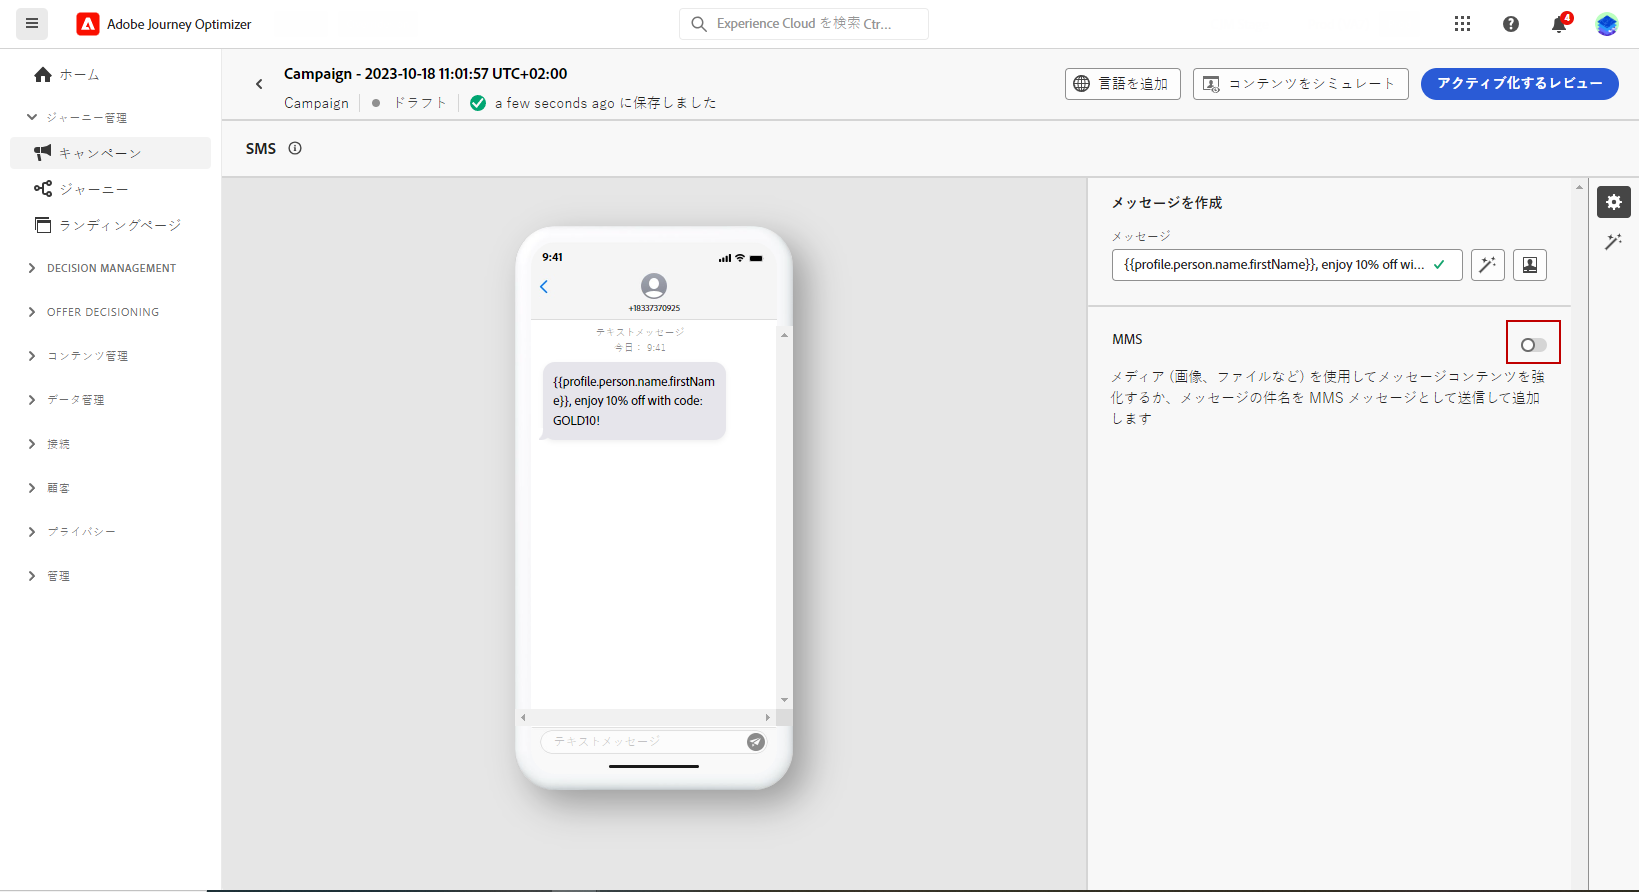 Adobe Journey Optimizer
Experience Cloud を検索 Ctr...
4
ホーム
ジャーニー管理
キャンペーン
ジャーニー
ランディングページ
DECISION MANAGEMENT
OFFER DECISIONING
コンテンツ管理
データ管理
接続
顧客
プライバシー
管理
Campaign - 2023-10-18 11:01:57 UTC+02:00
Campaign
ドラフト
a few seconds ago に保存しました
言語を追加
コンテンツをシミュレート
アクティブ化するレビュー
SMS
9:41
+18337370925
テキストメッセージ
今日： 9:41
{{profile.person.name.firstNam
e}}, enjoy 10% off with code:
GOLD10!
テキストメッセージ
メッセージを作成
メッセージ
{{profile.person.name.firstName}}, enjoy 10% off wi...
MMS
メディア (画像、ファイルなど) を使用してメッセージコンテンツを強
化するか、メッセージの件名を MMS メッセージとして送信して追加
します